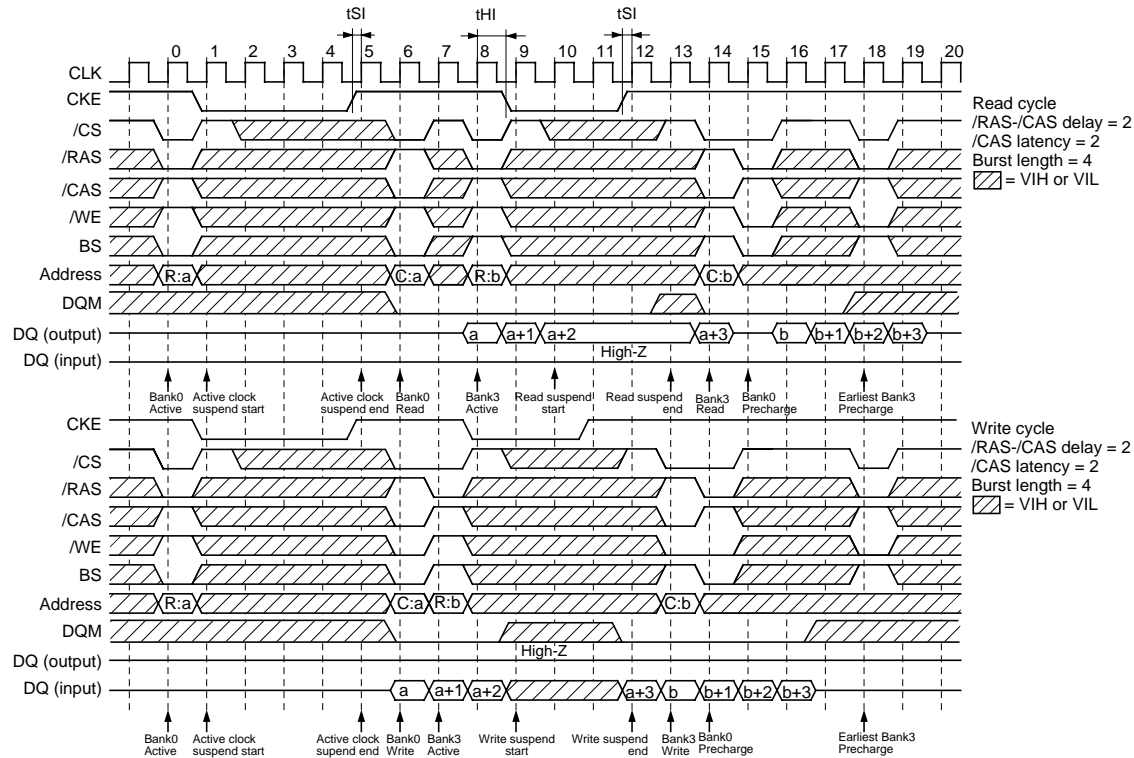 tSI tHI tSI
0 1 2 3 4 5 6 7 8 9 10 11 12 13 14 15 16 17 18 19 20
CLK
CKE
/CS
/RAS
/CAS
/WE
BS
Address R:a C:a R:b C:b
DQM
DQ (output) a a+1 a+2 a+3 b b+1 b+2 b+3
High-Z
DQ (input)
Bank0 Active
Active clock suspend start
Active clock suspend end
Bank0 Read
Bank3 Active
Read suspend start
Read suspend end
Bank3 Read
Bank0 Precharge
Earliest Bank3 Precharge
Read cycle
/RAS-/CAS delay = 2
/CAS latency = 2
Burst length = 4
= VIH or VIL
CKE
/CS
/RAS
/CAS
/WE
BS
Address R:a C:a R:b C:b
DQM
High-Z
DQ (output)
DQ (input) a a+1 a+2 a+3 b b+1 b+2 b+3
Bank0 Active
Active clock suspend start
Active clock supend end
Bank0 Write
Bank3 Active
Write suspend start
Write suspend end
Bank3 Write
Bank0 Precharge
Earliest Bank3 Precharge
Write cycle
/RAS-/CAS delay = 2
/CAS latency = 2
Burst length = 4
= VIH or VIL